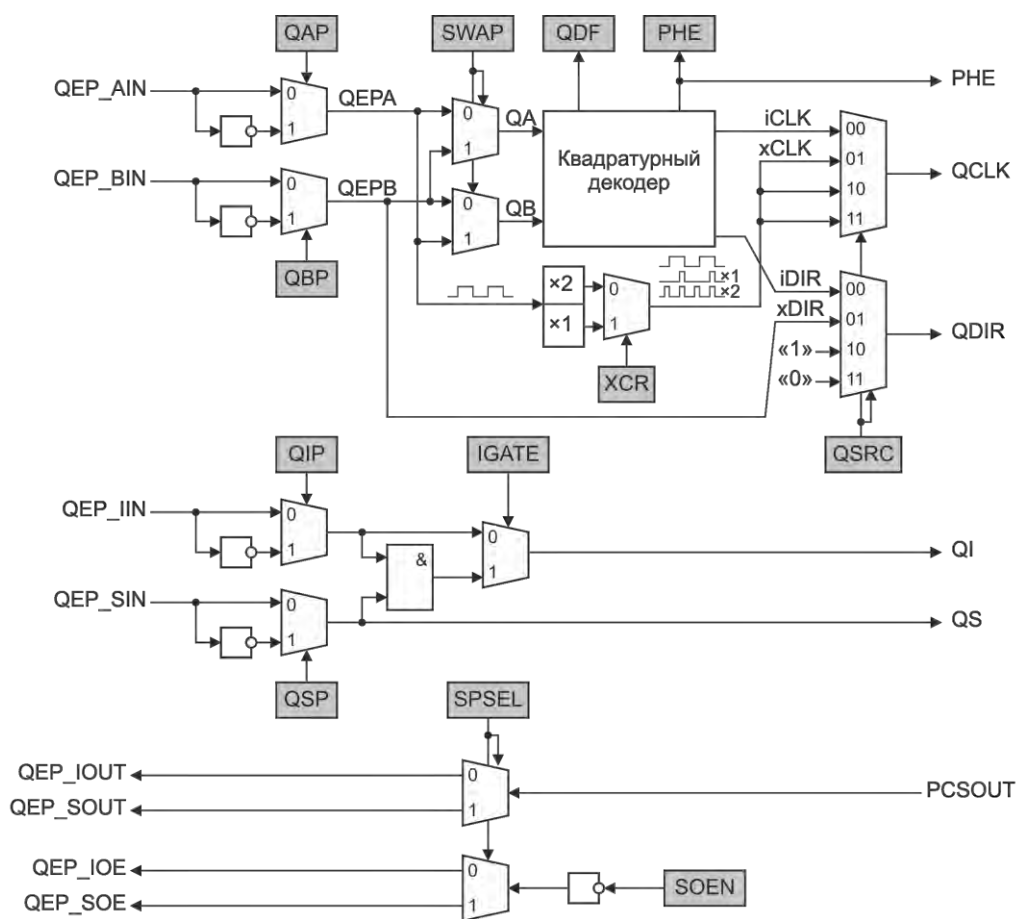 QAP SWAP QDF PHE
QEP_AIN 0 1 QEPA 0 1 QA iCLK 00 PHE
Квадратурный
декодер
xCLK 01 QCLK
QEP_BIN 0 1 QEPB 0 1 QB 10
11
QBP
×2 0 ×1
×2
iDIR 00
×1 1 xDIR 01 QDIR
«1» 10
XCR «0» 11
QIP IGATE QSRC
QEP_IIN 0 1 0 QI
& 1
QEP_SIN 0 1 QS
QSP SPSEL
QEP_IOUT 0 PCSOUT
QEP_SOUT 1
QEP_IOE 0
SOEN
QEP_SOE 1